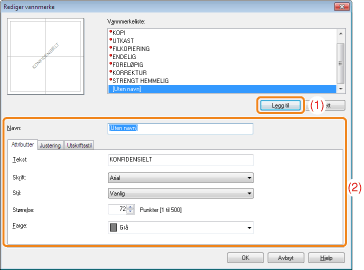 Rediger vannmerke
Vannmerkeliste:
KONFIDENSIELT
KOPI
UTKAST
FILKOPIERING
ENDELIG
FORELØPIG
KORREKTUR
STRENGT HEMMELIG
[Uten navn]
Legg til
(1)
Navn:
Uten navn
Attributter
Justering
Utskriftsstil
Tekst:
KONFIDENSIELT
Skrift:
Arial
Stil:
Vanlig
(2)
Størrelse:
72
Punkter [1 til 500]
Farge:
Grå
OK
Avbryt
Hjelp